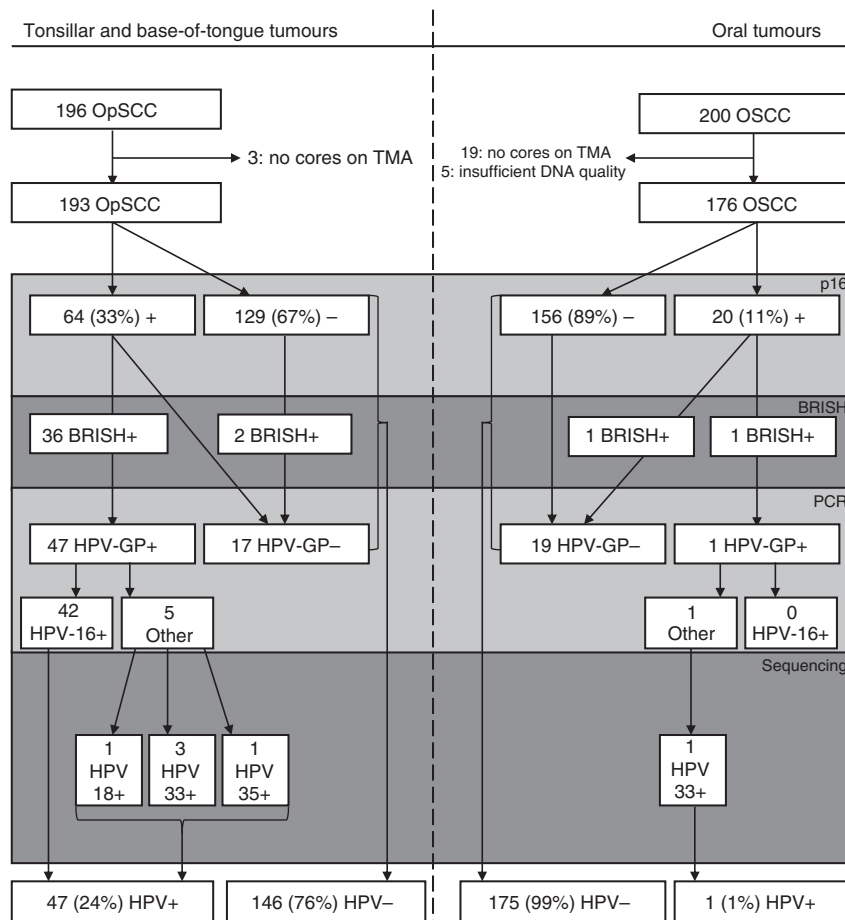 Tonsillar and base-of-tongue tumours
Oral tumours
196 OpSCC
200 OSCC
3: no cores on TMA
19: no cores on TMA
5: insufficient DNA quality
193 OpSCC
176 OSCC
p16
64 (33%) +
129 (67%) –
156 (89%) –
20 (11%) +
BRISH
36 BRISH+
2 BRISH+
1 BRISH+
1 BRISH+
PCR
47 HPV-GP+
17 HPV-GP–
19 HPV-GP–
1 HPV-GP+
42
HPV-16+
5
Other
1
Other
0
HPV-16+
Sequencing
1
HPV
18+
3
HPV
33+
1
HPV
35+
1
HPV
33+
47 (24%) HPV+
146 (76%) HPV–
175 (99%) HPV–
1 (1%) HPV+